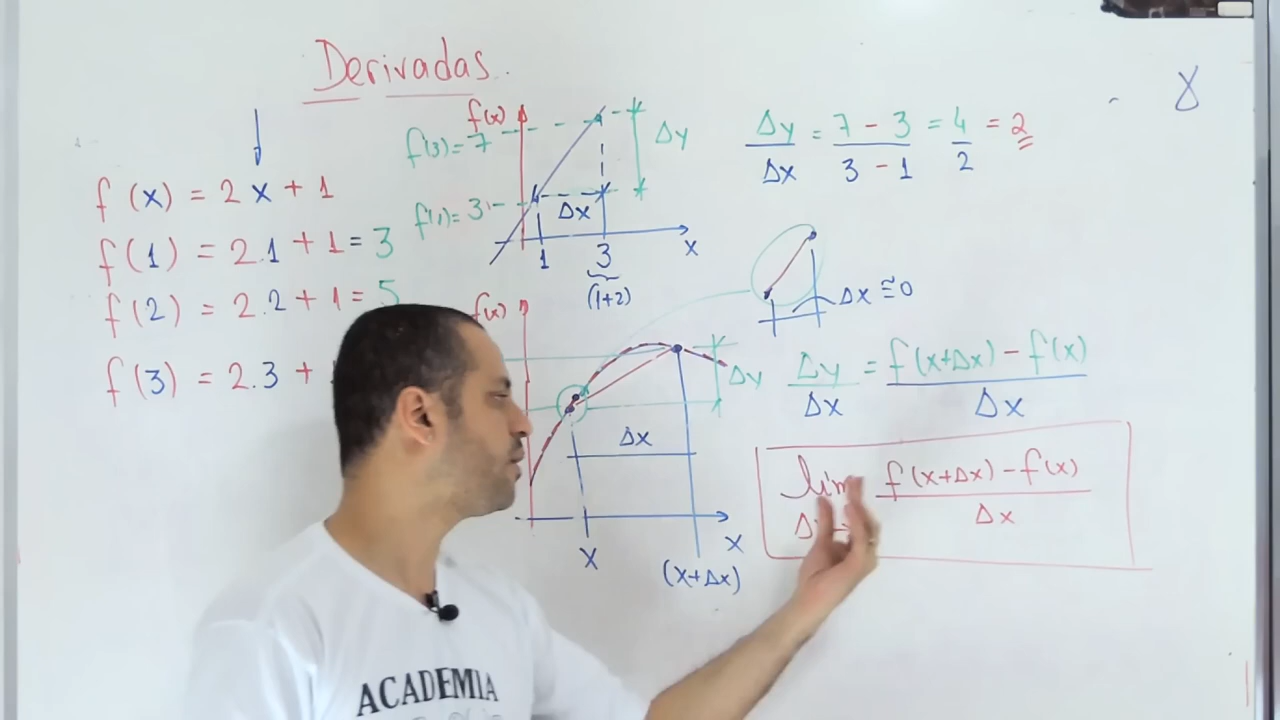 Derivadas
f(x) = 2x + 1
f(1) = 2.1 + 1 = 3
f(2) = 2.2 + 1 = 5
f(3) = 2.3 +
f(x)
f(3) = 7
f(1) = 3
Δy
Δx
1
3
(1+2)
x
Δy/Δx = 7 - 3/3 - 1 = 4/2 = 2
Δx ≅ 0
f(x)
Δy
Δx
x
x
(x+Δx)
Δy/Δx = f(x+Δx) - f(x)/Δx
lim f(x+Δx) - f(x)/Δx
8
ACADEMIA